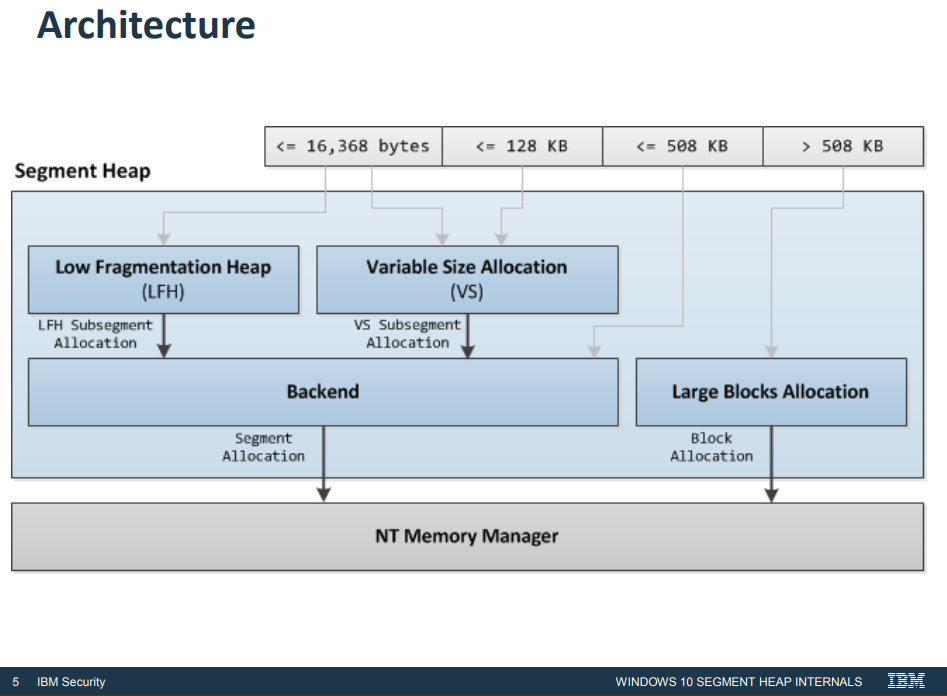 Architecture
<= 16,368 bytes
<= 128 KB
<= 508 KB
> 508 KB
Segment Heap
Low Fragmentation Heap
(LFH)
Variable Size Allocation
(VS)
LFH Subsegment
Allocation
VS Subsegment
Allocation
Backend
Large Blocks Allocation
Segment
Allocation
Block
Allocation
NT Memory Manager
5 IBM Security
WINDOWS 10 SEGMENT HEAP INTERNALS
IBM